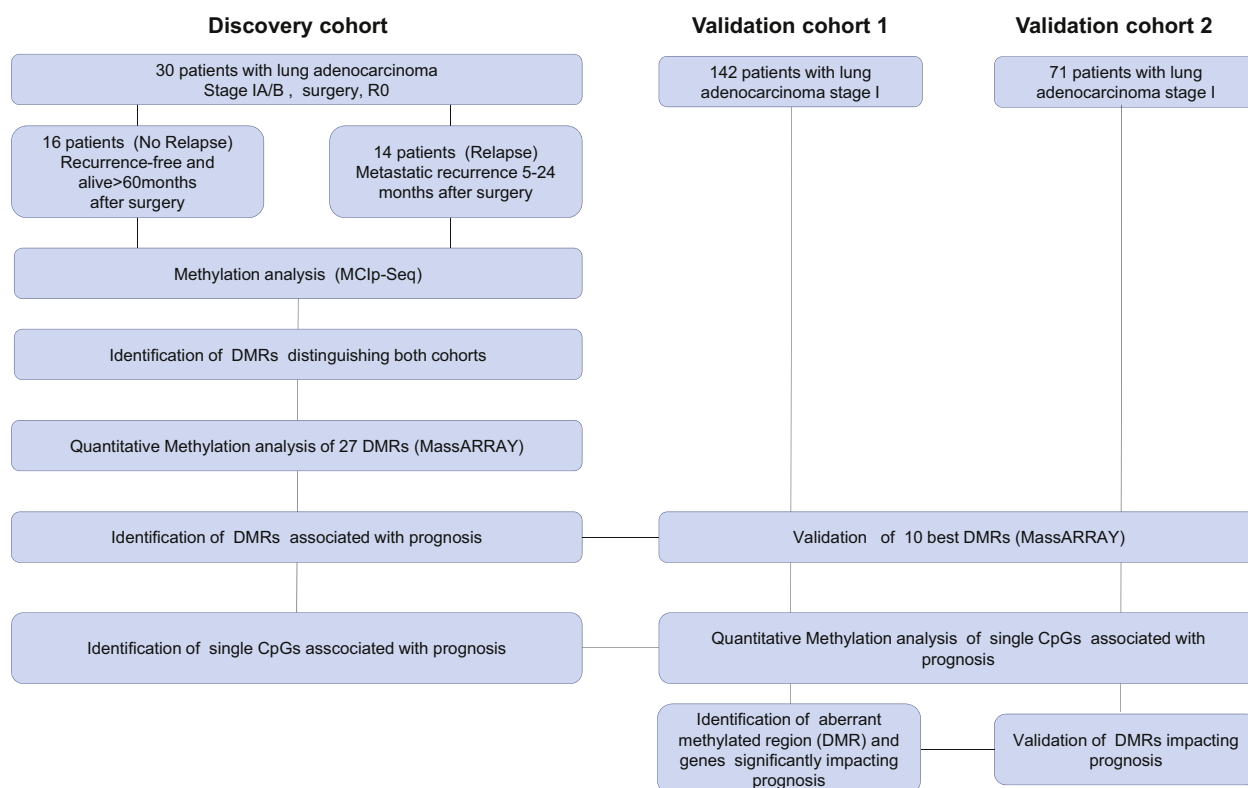 Discovery cohort
Validation cohort 1
Validation cohort 2
30 patients with lung adenocarcinoma
Stage IA/B , surgery, R0
142 patients with lung
adenocarcinoma stage I
71 patients with lung
adenocarcinoma stage I
16 patients (No Relapse)
Recurrence-free and
alive>60months
after surgery
14 patients (Relapse)
Metastatic recurrence 5-24
months after surgery
Methylation analysis (MCIp-Seq)
Identification of DMRs distinguishing both cohorts
Quantitative Methylation analysis of 27 DMRs (MassARRAY)
Identification of DMRs associated with prognosis
Validation of 10 best DMRs (MassARRAY)
Identification of single CpGs asscociated with prognosis
Quantitative Methylation analysis of single CpGs associated with
prognosis
Identification of aberrant
methylated region (DMR) and
genes significantly impacting
prognosis
Validation of DMRs impacting
prognosis